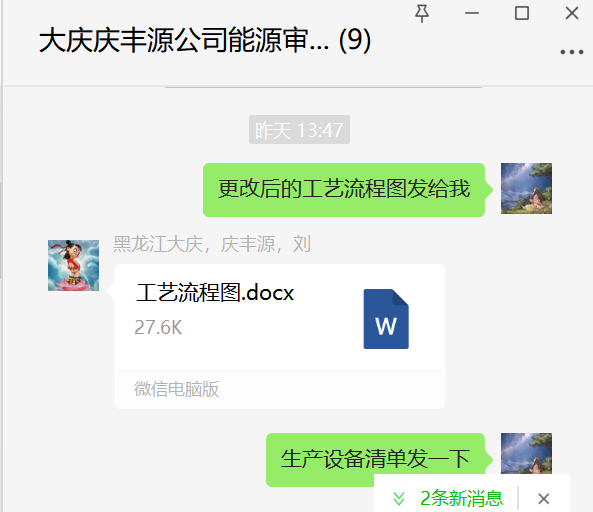 大庆庆丰源公司能源审... (9)
昨天 13:47
更改后的工艺流程图发给我
黑龙江大庆，庆丰源，刘
工艺流程图.docx
27.6K
W
微信电脑版
生产设备清单发一下
2条新消息